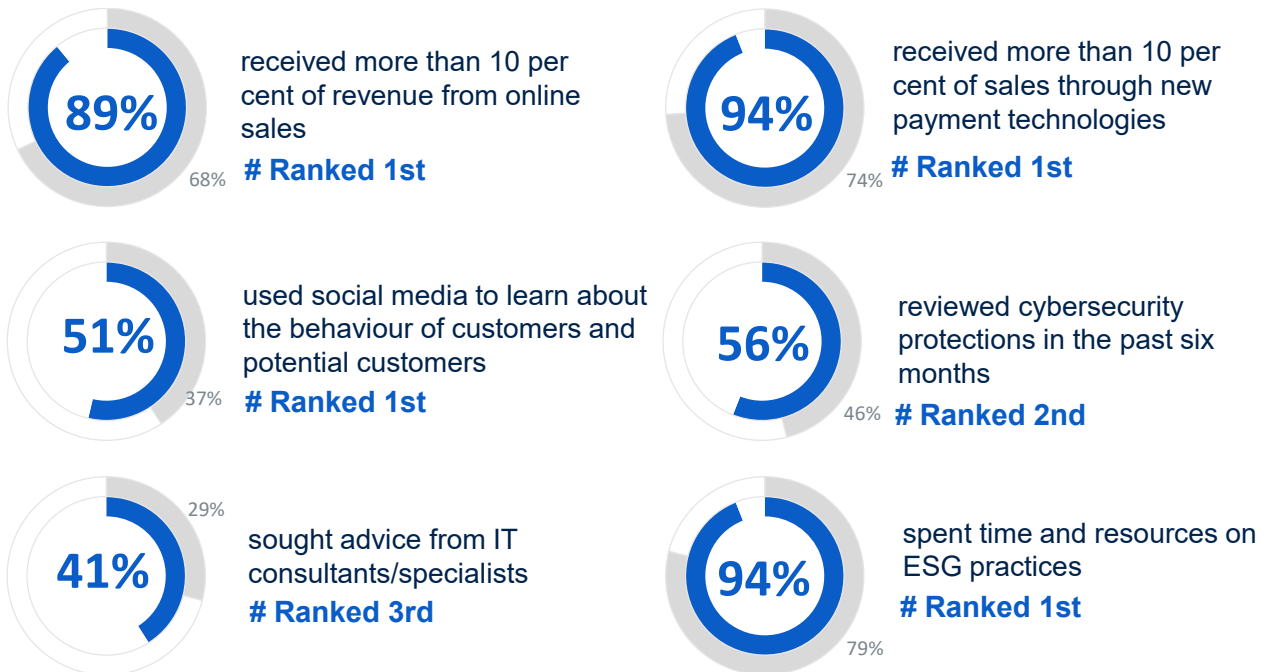 89%
received more than 10 per
cent of revenue from online
sales
# Ranked 1st
68%
94%
received more than 10 per
cent of sales through new
payment technologies
# Ranked 1st
74%
51%
used social media to learn about
the behaviour of customers and
potential customers
# Ranked 1st
37%
56%
reviewed cybersecurity
protections in the past six
months
# Ranked 2nd
46%
41%
29%
sought advice from IT
consultants/specialists
# Ranked 3rd
94%
spent time and resources on
ESG practices
# Ranked 1st
79%